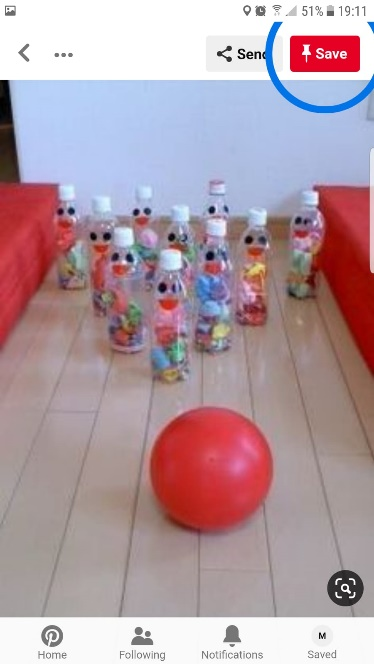 51% 19:11
Send
Save
Home
Following
Notifications
M
Saved